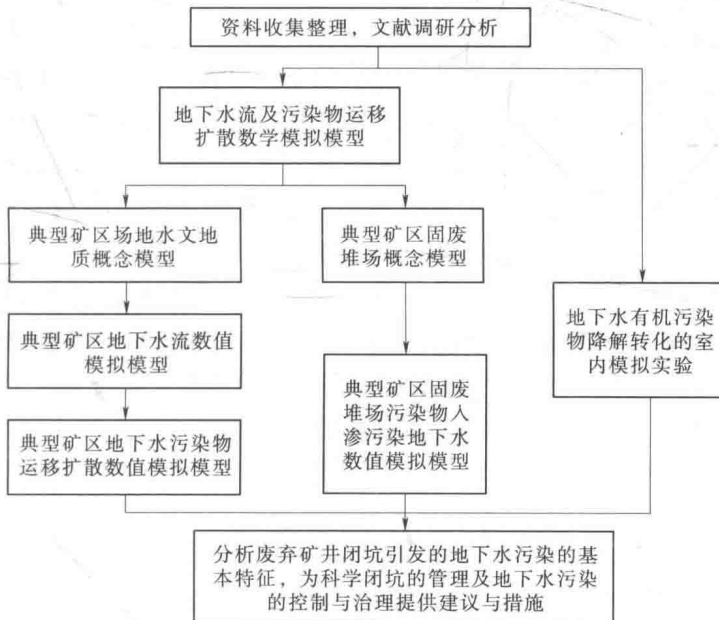 资料收集整理，文献调研分析
地下水流及污染物运移
扩散数学模拟模型
典型矿区场地水文地
质概念模型
典型矿区固废
堆场概念模型
典型矿区地下水流数值
模拟模型
地下水有机污染
物降解转化的室
内模拟实验
典型矿区固废
堆场污染物入
渗污染地下水
数值模拟模型
典型矿区地下水污染物
运移扩散数值模拟模型
分析废弃矿井闭坑引发的地下水污染的基
本特征，为科学闭坑的管理及地下水污染
的控制与治理提供建议与措施